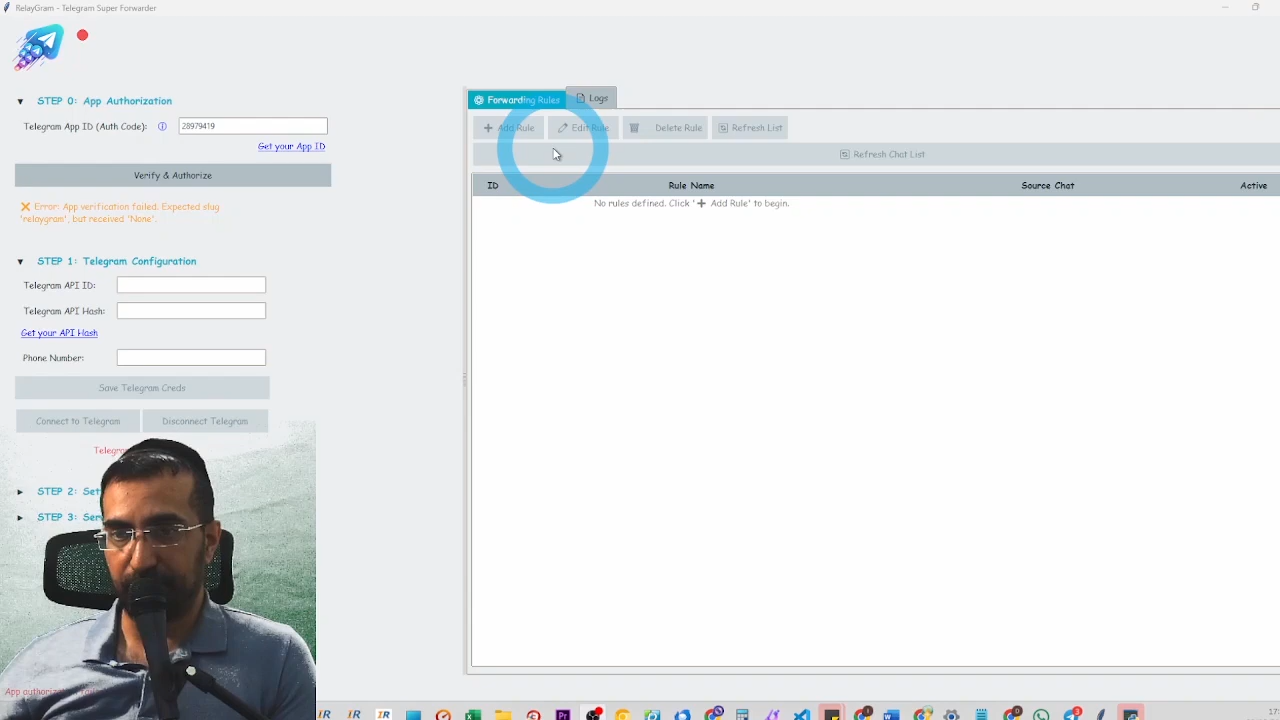 RelayGram - Telegram Super Forwarder
STEP 0: App Authorization
Telegram App ID (Auth Code):
28979419
Get your App ID
Verify & Authorize
Error: App verification failed. Expected slug
'relaygram', but received 'None'.
STEP 1: Telegram Configuration
Telegram API ID:
Telegram API Hash:
Get your API Hash
Phone Number:
Save Telegram Creds
Connect to Telegram
Disconnect Telegram
STEP 2: Set
STEP 3: Ser
App authoriza
Forwarding Rules
Logs
Add Rule
Edit Rule
Delete Rule
Refresh List
Refresh Chat List
ID
Rule Name
Source Chat
Active
No rules defined. Click '+ Add Rule' to begin.